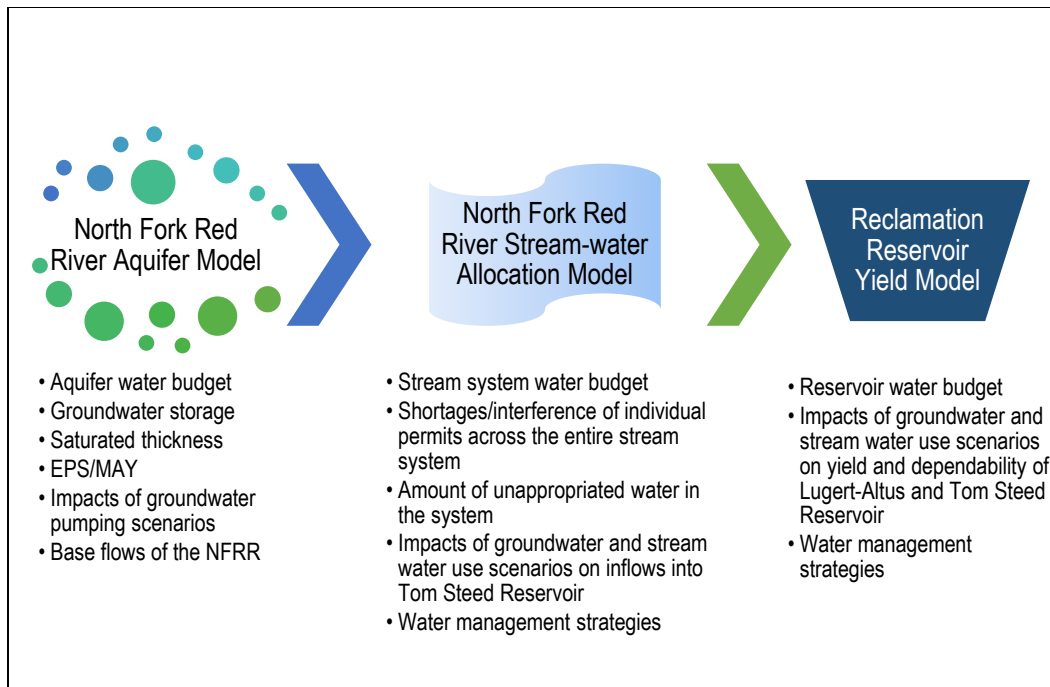 North Fork Red
River Aquifer Model
• Aquifer water budget
• Groundwater storage
• Saturated thickness
• EPS/MAY
• Impacts of groundwater
pumping scenarios
• Base flows of the NFRR
North Fork Red
River Stream-water
Allocation Model
• Stream system water budget
• Shortages/interference of individual
permits across the entire stream
system
• Amount of unappropriated water in
the system
• Impacts of groundwater and stream
water use scenarios on inflows into
Tom Steed Reservoir
• Water management strategies
Reclamation
Reservoir
Yield Model
• Reservoir water budget
• Impacts of groundwater and
stream water use scenarios
on yield and dependability of
Lugert-Altus and Tom Steed
Reservoir
• Water management
strategies